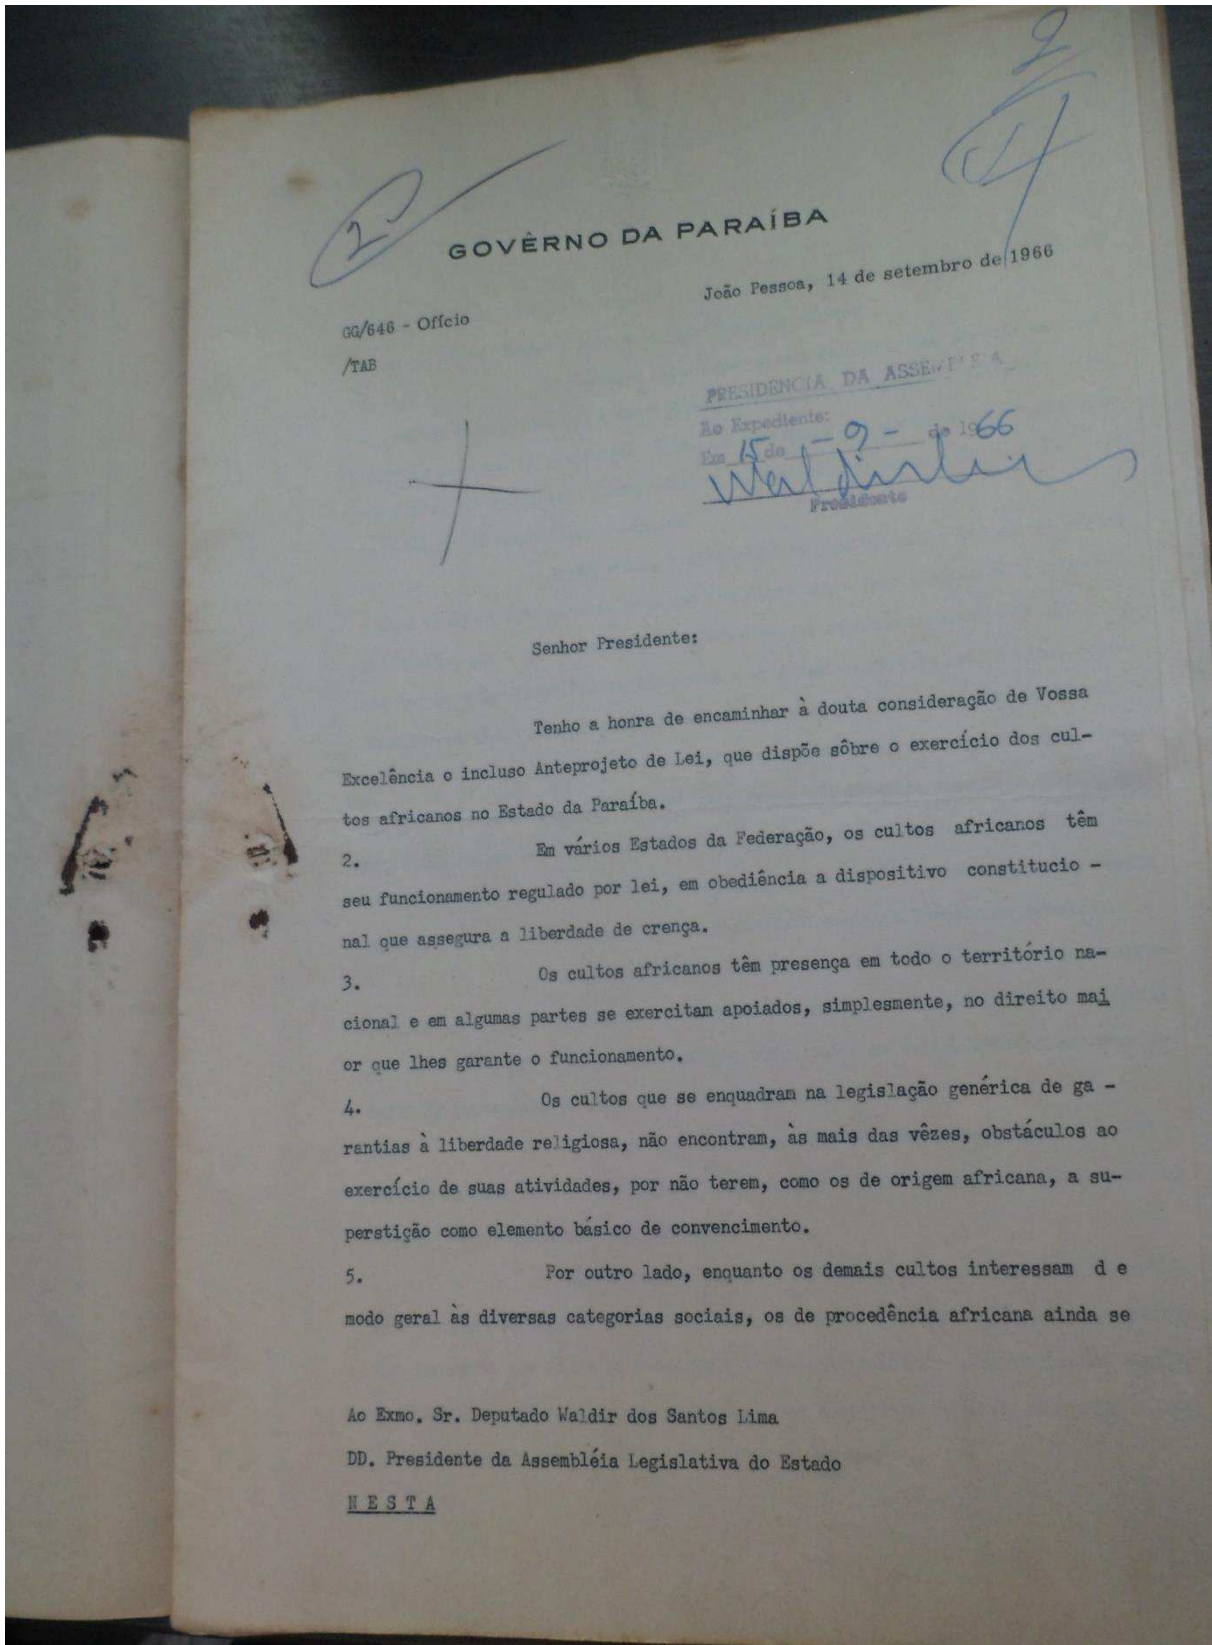 2
2
GOVÊRNO DA PARAÍBA
João Pessoa, 14 de setembro de 1966
GG/646 - Ofício
/TAB
PRESIDÊNCIA DA ASSEMBLÉIA
Ao Expediente:
Em 15 de - 9 - de 1966
Presidente
Senhor Presidente:
Tenho a honra de encaminhar à douta consideração de Vossa
Excelência o incluso Anteprojeto de Lei, que dispõe sôbre o exercício dos cul-
tos africanos no Estado da Paraíba.
2. Em vários Estados da Federação, os cultos africanos têm
seu funcionamento regulado por lei, em obediência a dispositivo constitucio -
nal que assegura a liberdade de crença.
3. Os cultos africanos têm presença em todo o território na-
cional e em algumas partes se exercitam apoiados, simplesmente, no direito mai
or que lhes garante o funcionamento.
4. Os cultos que se enquadram na legislação genérica de ga -
rantias à liberdade religiosa, não encontram, às mais das vêzes, obstáculos ao
exercício de suas atividades, por não terem, como os de origem africana, a su-
perstição como elemento básico de convencimento.
5. Por outro lado, enquanto os demais cultos interessam d e
modo geral às diversas categorias sociais, os de procedência africana ainda se
Ao Exmo. Sr. Deputado Waldir dos Santos Lima
DD. Presidente da Assembléia Legislativa do Estado
N E S T A